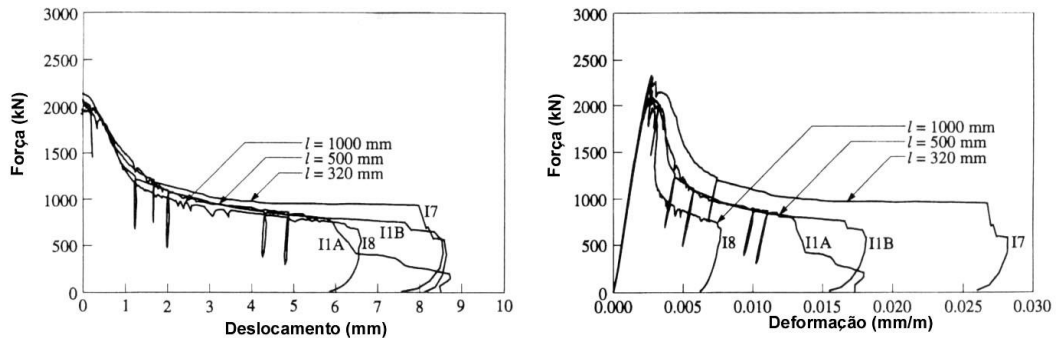 3000
2500
2000
1500
1000
500
0
Força (kN)
l = 1000 mm
l = 500 mm
l = 320 mm
I7
I1B
I1A
I8
0 1 2 3 4 5 6 7 8 9 10
Deslocamento (mm)
3000
2500
2000
1500
1000
500
0
Força (kN)
l = 1000 mm
l = 500 mm
l = 320 mm
I8
I1A
I1B
I7
0.000 0.005 0.010 0.015 0.020 0.025 0.030
Deformação (mm/m)